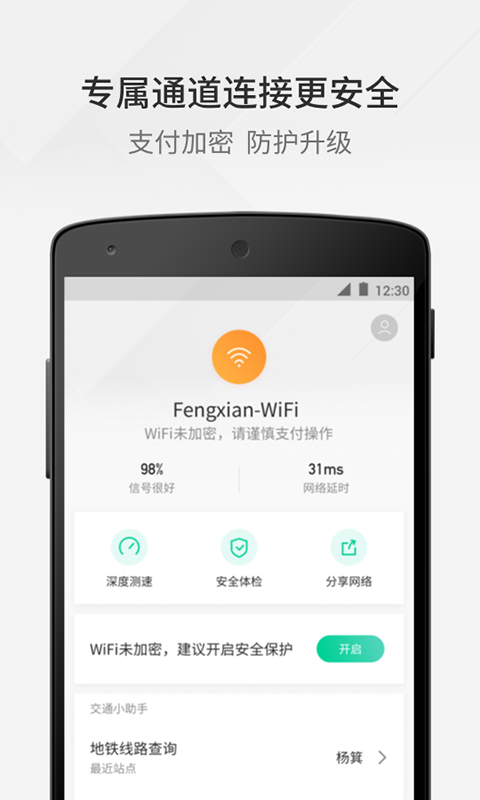 专属通道连接更安全
支付加密 防护升级
12:30
Fengxian-WiFi
WiFi未加密，请谨慎支付操作
98% 31ms
信号很好 网络延时
深度测速 安全体检 分享网络
WiFi未加密，建议开启安全保护 开启
交通小助手
地铁线路查询 杨箕
最近站点